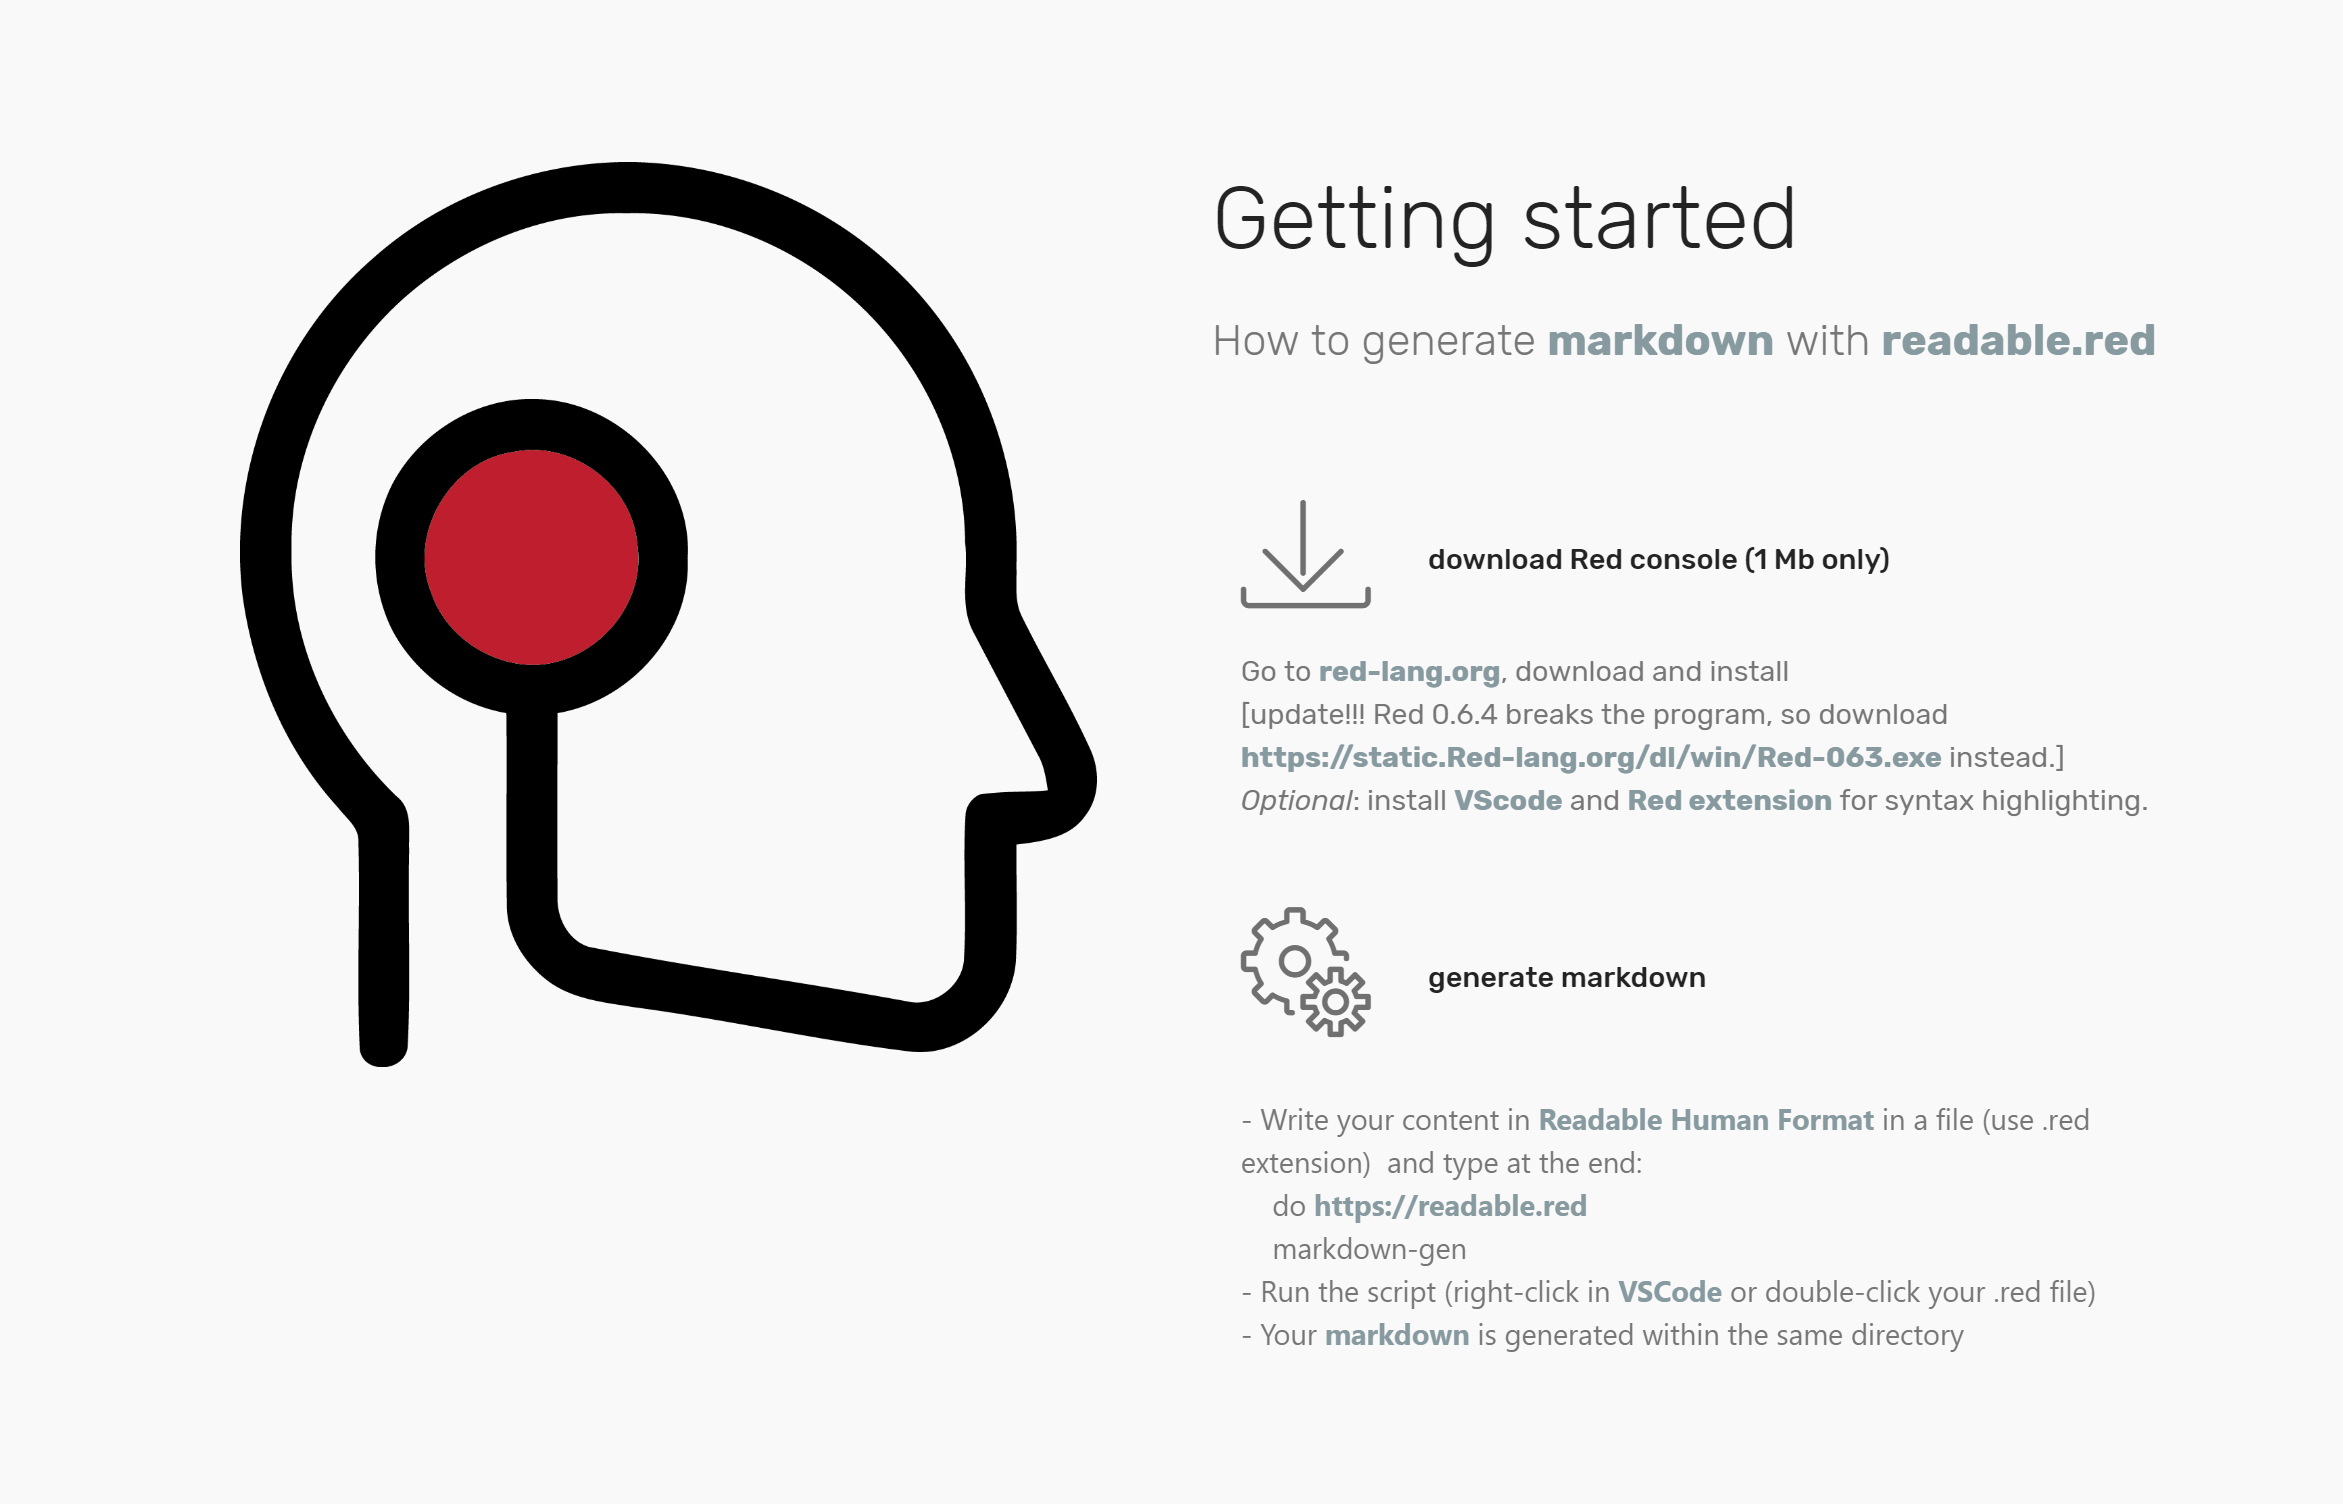 Getting started
How to generate markdown with readable.red
download Red console (1 Mb only)
Go to red-lang.org, download and install
[update!!! Red 0.6.4 breaks the program, so download
https://static.Red-lang.org/dl/win/Red-063.exe instead.]
Optional: install VScode and Red extension for syntax highlighting.
generate markdown
- Write your content in Readable Human Format in a file (use .red
extension)  and type at the end:
do https://readable.red
markdown-gen
- Run the script (right-click in VSCode or double-click your .red file)
- Your markdown is generated within the same directory